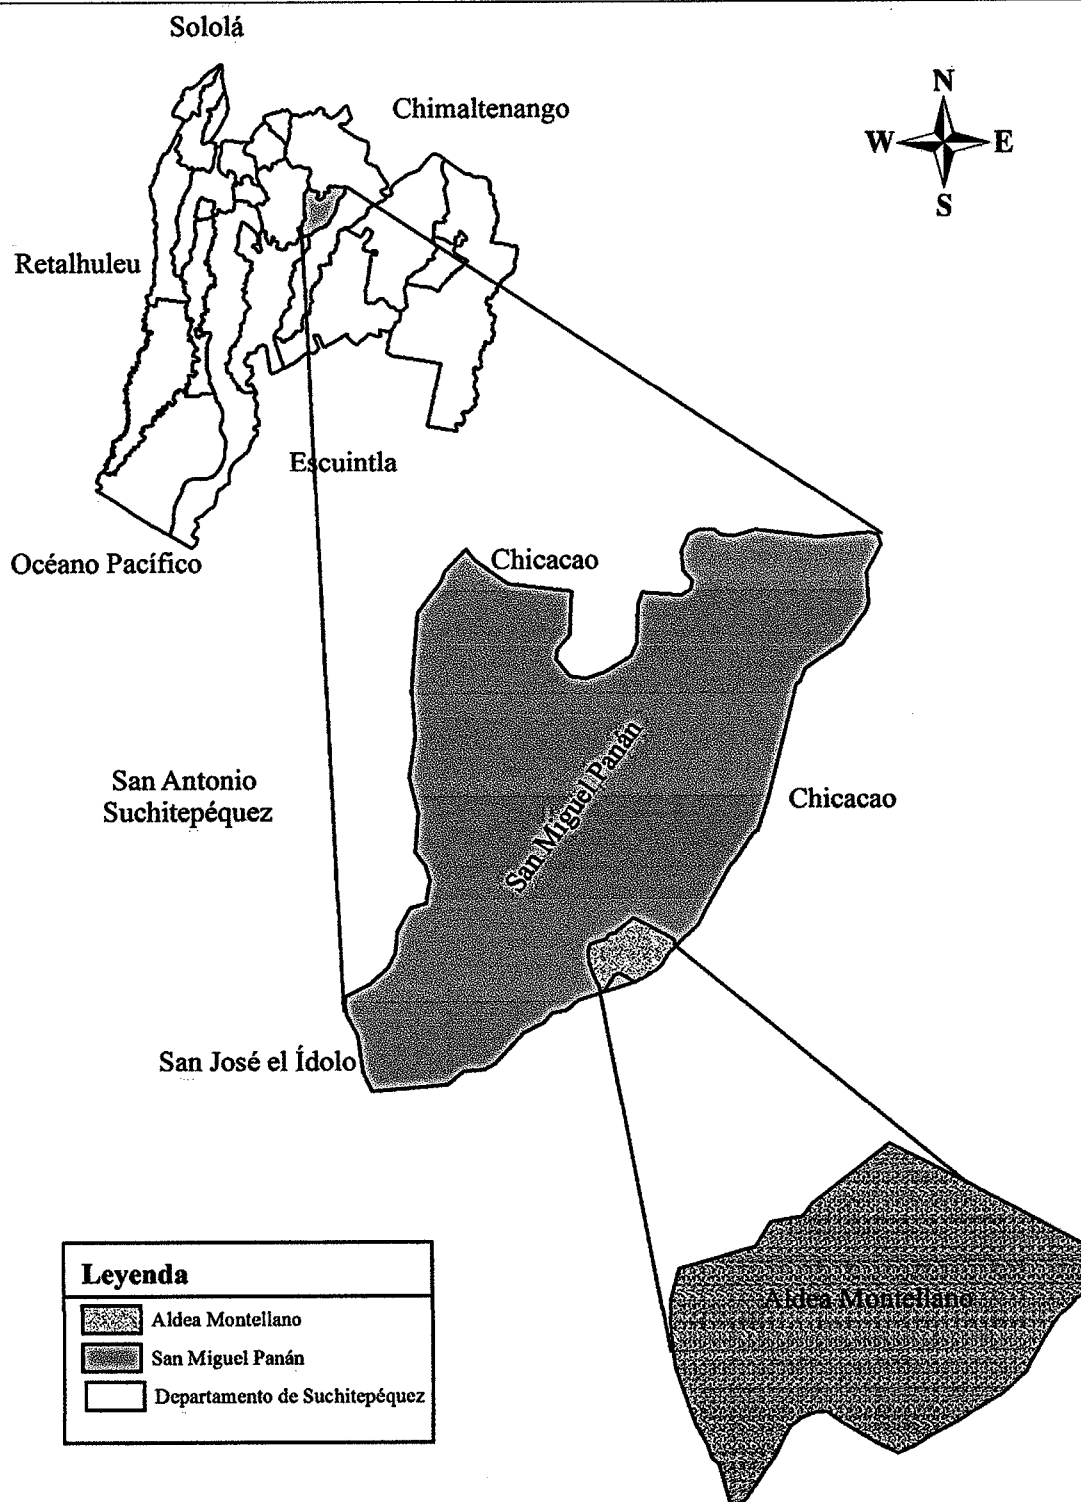 Sololá
Chimaltenango
N
W
E
S
Retalhuleu
Escuintla
Océano Pacífico
Chicacao
San Miguel Panán
San Antonio
Suchitepéquez
Chicacao
San José el Ídolo
Aldea Montellano
Leyenda
Aldea Montellano
San Miguel Panán
Departamento de Suchitepéquez